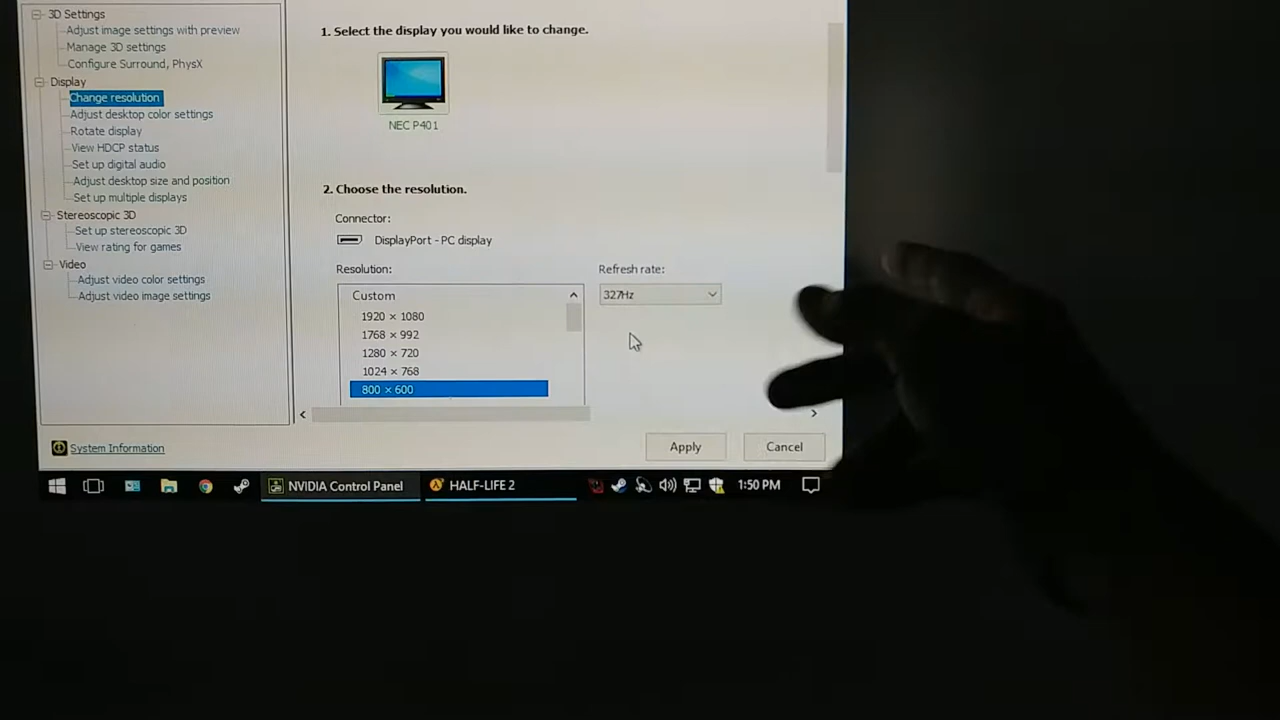 3D Settings
Adjust image settings with preview
Manage 3D settings
Configure Surround, PhysX
Display
Change resolution
Adjust desktop color settings
Rotate display
View HDCP status
Set up digital audio
Adjust desktop size and position
Set up multiple displays
Stereoscopic 3D
Set up stereoscopic 3D
View rating for games
Video
Adjust video color settings
Adjust video image settings
System Information
1. Select the display you would like to change.
NEC P401
2. Choose the resolution.
Connector:
DisplayPort - PC display
Resolution:
Refresh rate:
Custom
327Hz
1920 × 1080
1768 × 992
1280 × 720
1024 × 768
800 × 600
Apply
Cancel
NVIDIA Control Panel
HALF-LIFE 2
1:50 PM